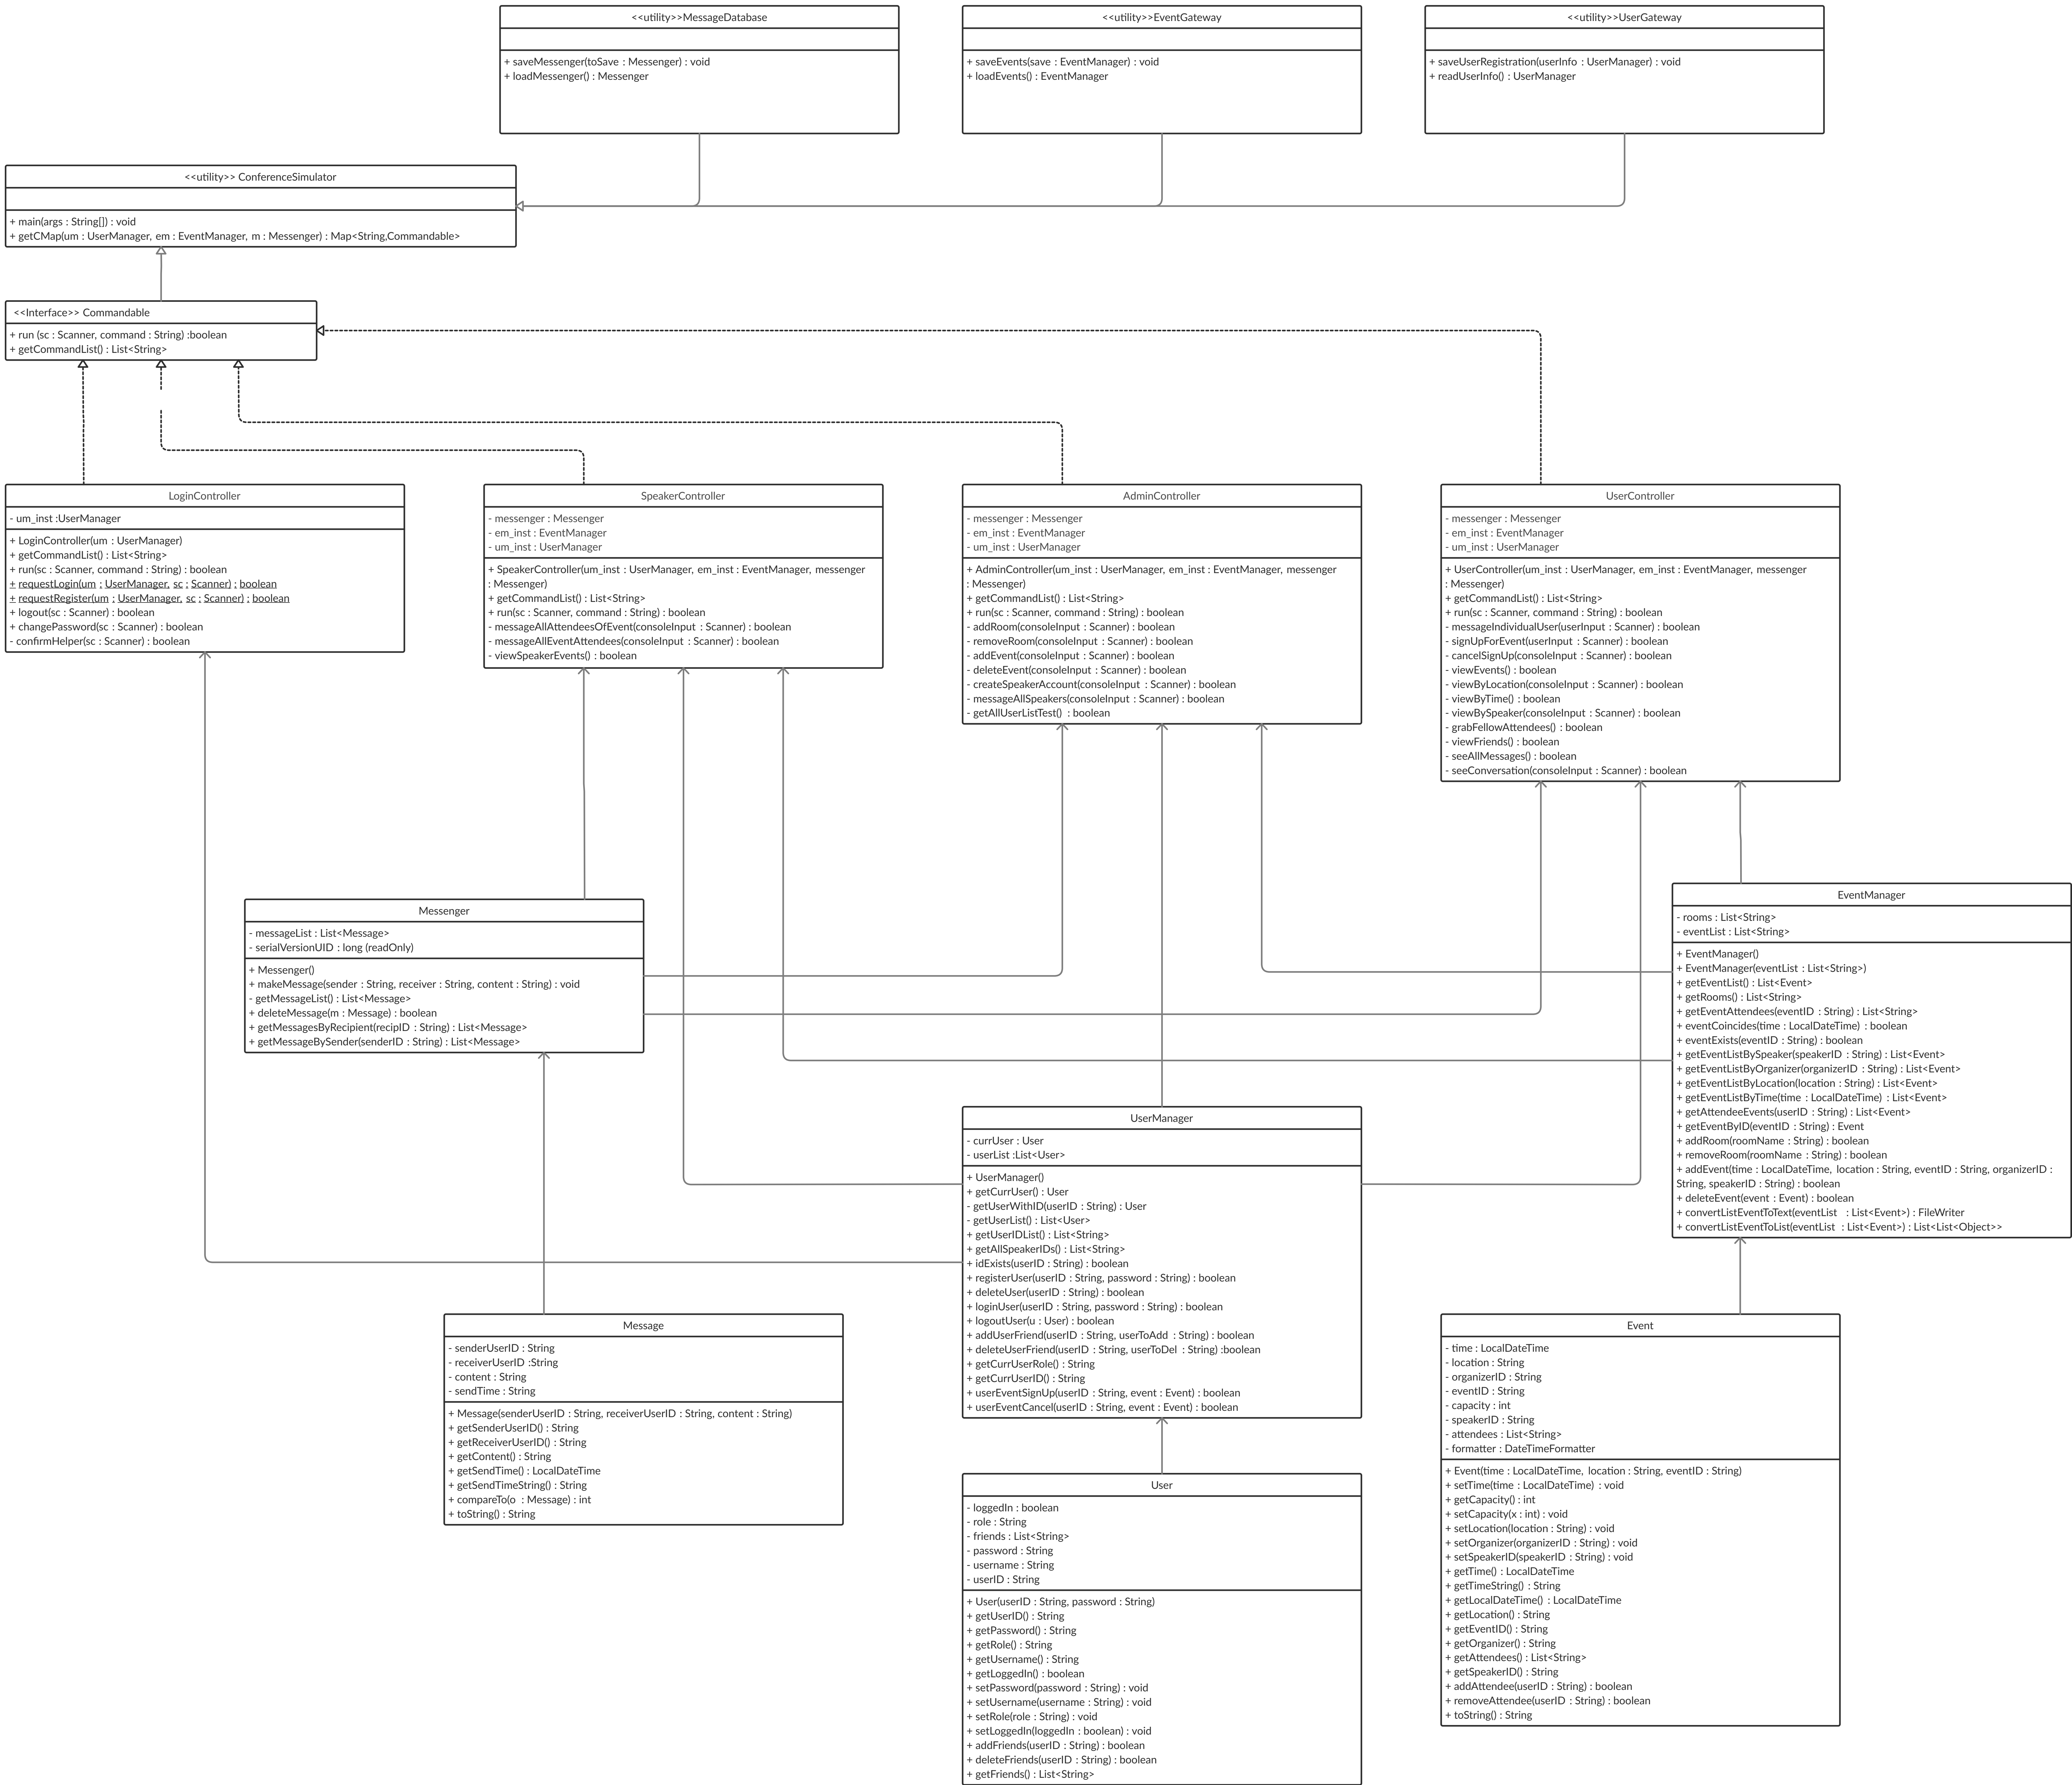 <<utility>>MessageDatabase
+ saveMessenger(toSave : Messenger) : void
+ loadMessenger() : Messenger
<<utility>>EventGateway
+ saveEvents(save : EventManager) : void
+ loadEvents() : EventManager
<<utility>>UserGateway
+ saveUserRegistration(userInfo : UserManager) : void
+ readUserInfo() : UserManager
<<utility>> ConferenceSimulator
+ main(args : String[]) : void
+ getCMap(um : UserManager, em : EventManager, m : Messenger) : Map<String,Commandable>
<<Interface>> Commandable
+ run (sc : Scanner, command : String) :boolean
+ getCommandList() : List<String>
LoginController
- um_inst :UserManager
+ LoginController(um : UserManager)
+ getCommandList() : List<String>
+ run(sc : Scanner, command : String) : boolean
+ requestLogin(um : UserManager, sc : Scanner) : boolean
+ requestRegister(um : UserManager, sc : Scanner) : boolean
+ logout(sc : Scanner) : boolean
+ changePassword(sc : Scanner) : boolean
- confirmHelper(sc : Scanner) : boolean
SpeakerController
- messenger : Messenger
- em_inst : EventManager
- um_inst : UserManager
+ SpeakerController(um_inst : UserManager, em_inst : EventManager, messenger
: Messenger)
+ getCommandList() : List<String>
+ run(sc : Scanner, command : String) : boolean
- messageAllAttendeesOfEvent(consoleInput : Scanner) : boolean
- messageAllEventAttendees(consoleInput : Scanner) : boolean
- viewSpeakerEvents() : boolean
AdminController
- messenger : Messenger
- em_inst : EventManager
- um_inst : UserManager
+ AdminController(um_inst : UserManager, em_inst : EventManager, messenger
: Messenger)
+ getCommandList() : List<String>
+ run(sc : Scanner, command : String) : boolean
- addRoom(consoleInput : Scanner) : boolean
- removeRoom(consoleInput : Scanner) : boolean
- addEvent(consoleInput : Scanner) : boolean
- deleteEvent(consoleInput : Scanner) : boolean
- createSpeakerAccount(consoleInput : Scanner) : boolean
- messageAllSpeakers(consoleInput : Scanner) : boolean
- getAllUserListTest() : boolean
UserController
- messenger : Messenger
- em_inst : EventManager
- um_inst : UserManager
+ UserController(um_inst : UserManager, em_inst : EventManager, messenger
: Messenger)
+ getCommandList() : List<String>
+ run(sc : Scanner, command : String) : boolean
- messageIndividualUser(userInput : Scanner) : boolean
- signUpForEvent(userInput : Scanner) : boolean
- cancelSignUp(consoleInput : Scanner) : boolean
- viewEvents() : boolean
- viewByLocation(consoleInput : Scanner) : boolean
- viewByTime() : boolean
- viewBySpeaker(consoleInput : Scanner) : boolean
- grabFellowAttendees() : boolean
- viewFriends() : boolean
- seeAllMessages() : boolean
- seeConversation(consoleInput : Scanner) : boolean
Messenger
- messageList : List<Message>
- serialVersionUID : long (readOnly)
+ Messenger()
+ makeMessage(sender : String, receiver : String, content : String) : void
- getMessageList() : List<Message>
+ deleteMessage(m : Message) : boolean
+ getMessagesByRecipient(recipID : String) : List<Message>
+ getMessageBySender(senderID : String) : List<Message>
EventManager
- rooms : List<String>
- eventList : List<String>
+ EventManager()
+ EventManager(eventList : List<String>)
+ getEventList() : List<Event>
+ getRooms() : List<String>
+ getEventAttendees(eventID : String) : List<String>
+ eventCoincides(time : LocalDateTime) : boolean
+ eventExists(eventID : String) : boolean
+ getEventListBySpeaker(speakerID : String) : List<Event>
+ getEventListByOrganizer(organizerID : String) : List<Event>
+ getEventListByLocation(location : String) : List<Event>
+ getEventListByTime(time : LocalDateTime) : List<Event>
+ getAttendeeEvents(userID : String) : List<Event>
+ getEventByID(eventID : String) : Event
+ addRoom(roomName : String) : boolean
+ removeRoom(roomName : String) : boolean
+ addEvent(time : LocalDateTime, location : String, eventID : String, organizerID :
String, speakerID : String) : boolean
+ deleteEvent(event : Event) : boolean
+ convertListEventToText(eventList : List<Event>) : FileWriter
+ convertListEventToList(eventList : List<Event>) : List<List<Object>>
UserManager
- currUser : User
- userList :List<User>
+ UserManager()
+ getCurrUser() : User
- getUserWithID(userID : String) : User
- getUserList() : List<User>
+ getUserIDList() : List<String>
+ getAllSpeakerIDs() : List<String>
+ idExists(userID : String) : boolean
+ registerUser(userID : String, password : String) : boolean
+ deleteUser(userID : String) : boolean
+ loginUser(userID : String, password : String) : boolean
+ logoutUser(u : User) : boolean
+ addUserFriend(userID : String, userToAdd : String) : boolean
+ deleteUserFriend(userID : String, userToDel : String) :boolean
+ getCurrUserRole() : String
+ getCurrUserID() : String
+ userEventSignUp(userID : String, event : Event) : boolean
+ userEventCancel(userID : String, event : Event) : boolean
Message
- senderUserID : String
- receiverUserID :String
- content : String
- sendTime : String
+ Message(senderUserID : String, receiverUserID : String, content : String)
+ getSenderUserID() : String
+ getReceiverUserID() : String
+ getContent() : String
+ getSendTime() : LocalDateTime
+ getSendTimeString() : String
+ compareTo(o : Message) : int
+ toString() : String
Event
- time : LocalDateTime
- location : String
- organizerID : String
- eventID : String
- capacity : int
- speakerID : String
- attendees : List<String>
- formatter : DateTimeFormatter
+ Event(time : LocalDateTime, location : String, eventID : String)
+ setTime(time : LocalDateTime) : void
+ getCapacity() : int
+ setCapacity(x : int) : void
+ setLocation(location : String) : void
+ setOrganizer(organizerID : String) : void
+ setSpeakerID(speakerID : String) : void
+ getTime() : LocalDateTime
+ getTimeString() : String
+ getLocalDateTime() : LocalDateTime
+ getLocation() : String
+ getEventID() : String
+ getOrganizer() : String
+ getAttendees() : List<String>
+ getSpeakerID() : String
+ addAttendee(userID : String) : boolean
+ removeAttendee(userID : String) : boolean
+ toString() : String
User
- loggedIn : boolean
- role : String
- friends : List<String>
- password : String
- username : String
- userID : String
+ User(userID : String, password : String)
+ getUserID() : String
+ getPassword() : String
+ getRole() : String
+ getUsername() : String
+ getLoggedIn() : boolean
+ setPassword(password : String) : void
+ setUsername(username : String) : void
+ setRole(role : String) : void
+ setLoggedIn(loggedIn : boolean) : void
+ addFriends(userID : String) : boolean
+ deleteFriends(userID : String) : boolean
+ getFriends() : List<String>